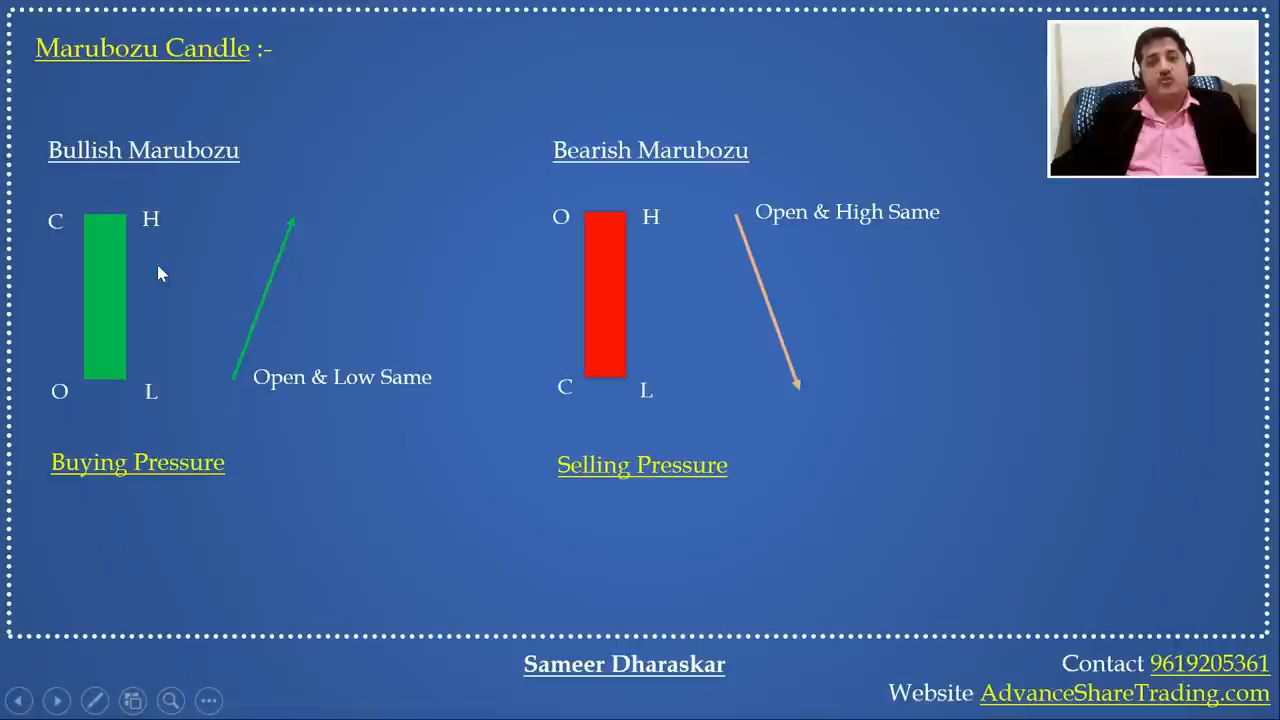 Marubozu Candle :-
Bullish Marubozu
C H
O L
Open & Low Same
Buying Pressure
Bearish Marubozu
O H
Open & High Same
C L
Selling Pressure
Sameer Dharaskar
Contact 9619205361
Website AdvanceShareTrading.com